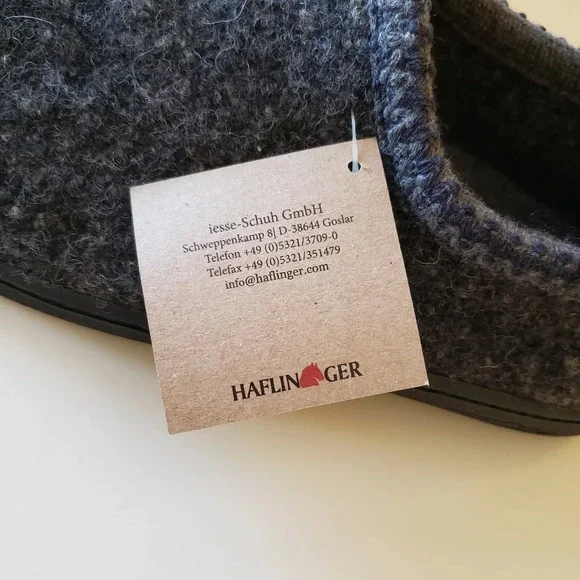 iesse-Schuh GmbH
Schweppenkamp 8| D-38644 Goslar
Telefon +49 (0)5321/3709-0
Telefax +49 (0)5321/351479
info@haflinger.com
HAFLINGER